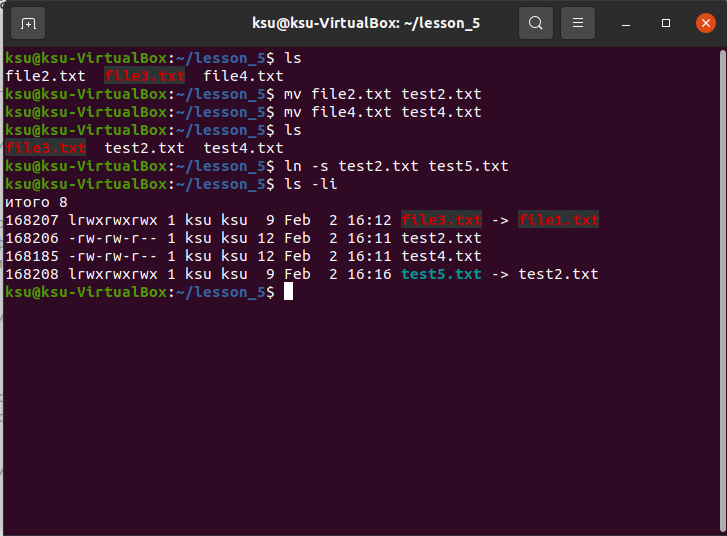 ksu@ksu-VirtualBox: ~/lesson_5
ksu@ksu-VirtualBox:~/lesson_5$ ls
file2.txt  file3.txt  file4.txt
ksu@ksu-VirtualBox:~/lesson_5$ mv file2.txt test2.txt
ksu@ksu-VirtualBox:~/lesson_5$ mv file4.txt test4.txt
ksu@ksu-VirtualBox:~/lesson_5$ ls
file3.txt  test2.txt  test4.txt
ksu@ksu-VirtualBox:~/lesson_5$ ln -s test2.txt test5.txt
ksu@ksu-VirtualBox:~/lesson_5$ ls -li
итого 8
168207 lrwxrwxrwx 1 ksu ksu  9 Feb  2 16:12 file3.txt -> file1.txt
168206 -rw-rw-r-- 1 ksu ksu 12 Feb  2 16:11 test2.txt
168185 -rw-rw-r-- 1 ksu ksu 12 Feb  2 16:11 test4.txt
168208 lrwxrwxrwx 1 ksu ksu  9 Feb  2 16:16 test5.txt -> test2.txt
ksu@ksu-VirtualBox:~/lesson_5$